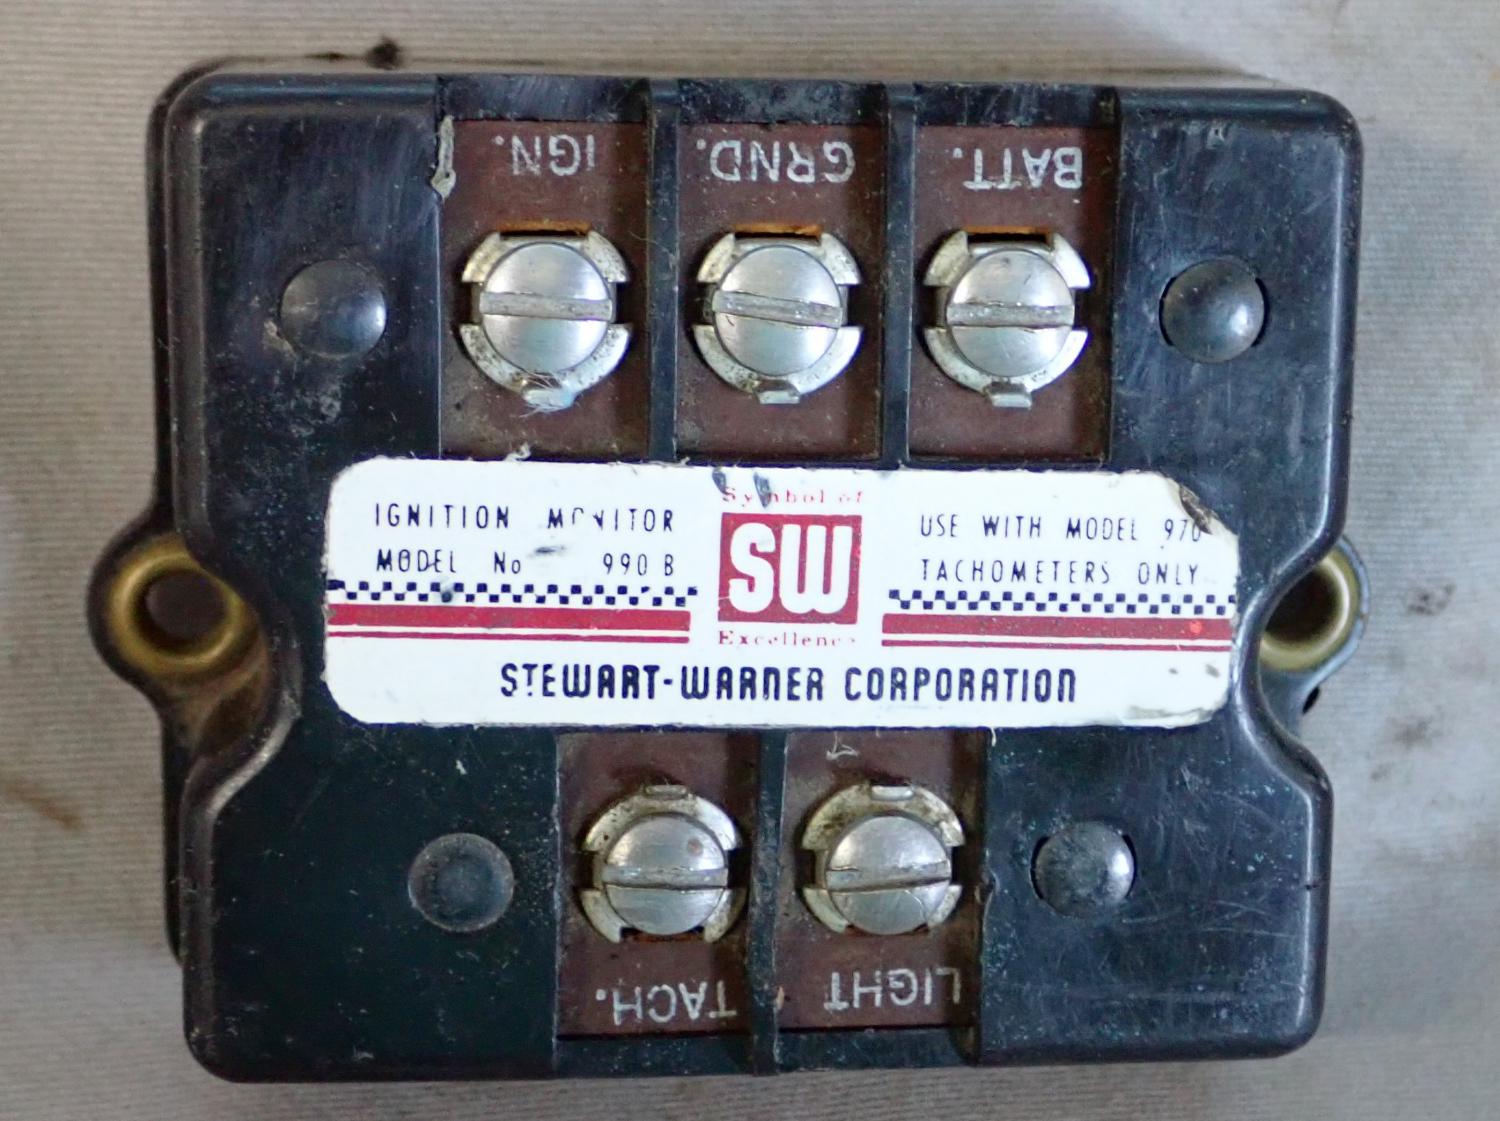 IGN. GRND. BATT.
IGNITION MONITOR
MODEL No 990 B
Symbol of
SW
Excellence
USE WITH MODEL 970
TACHOMETERS ONLY
STEWART-WARNER CORPORATION
TACH. LIGHT